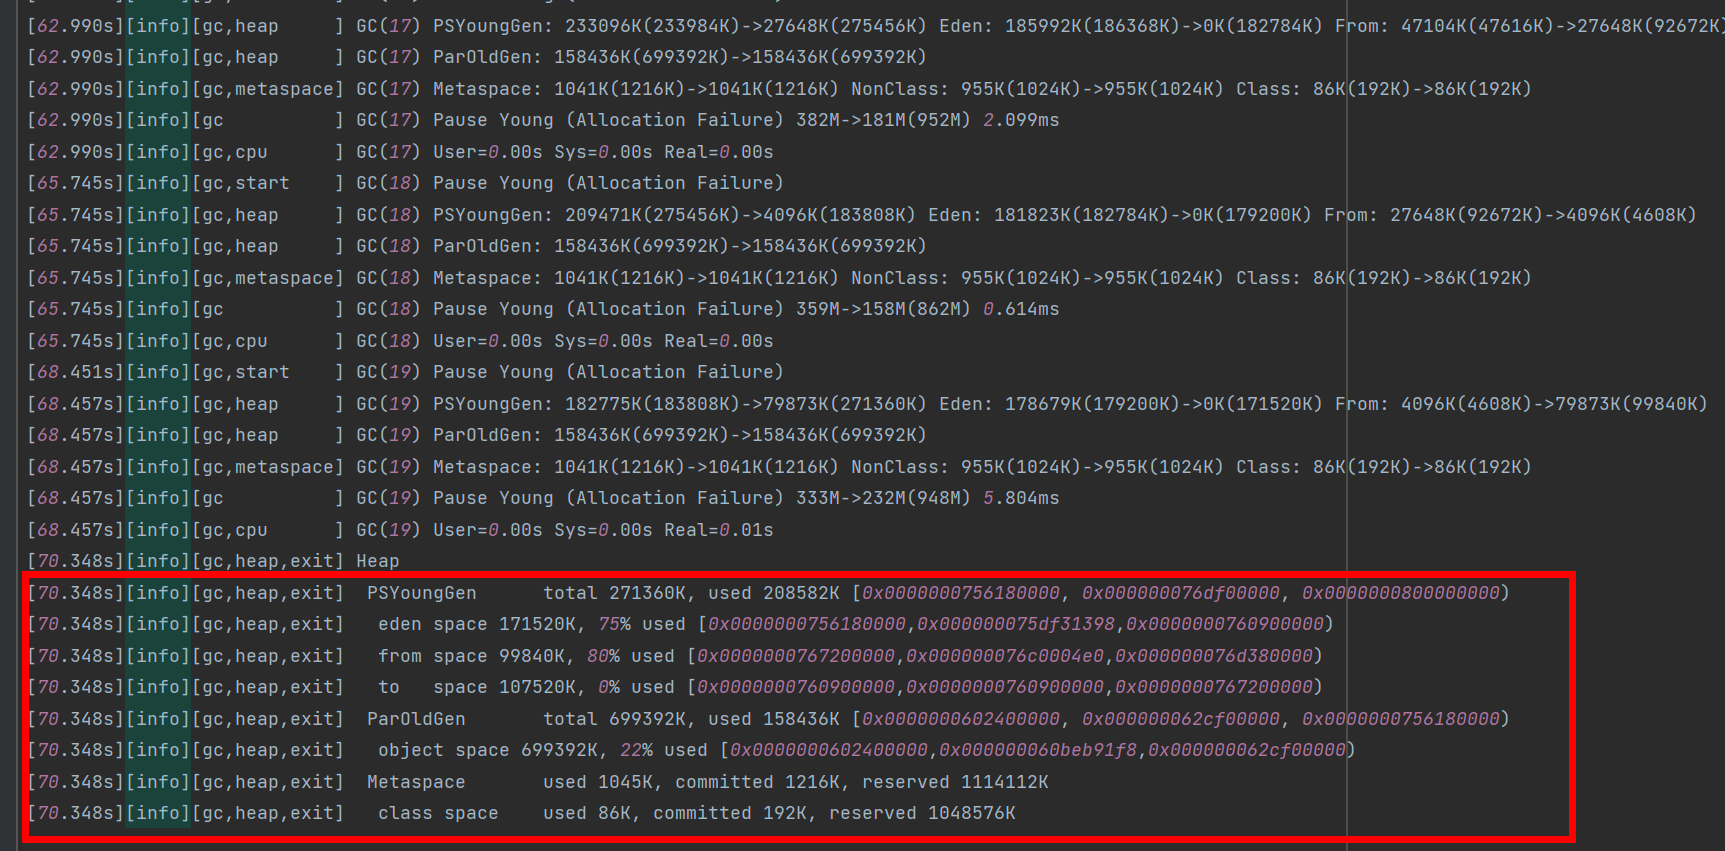 [62.990s][info][gc,heap     ] GC(17) PSYoungGen: 233096K(233984K)->27648K(275456K) Eden: 185992K(186368K)->0K(182784K) From: 47104K(47616K)->27648K(92672K)
[62.990s][info][gc,heap     ] GC(17) ParOldGen: 158436K(699392K)->158436K(699392K)
[62.990s][info][gc,metaspace] GC(17) Metaspace: 1041K(1216K)->1041K(1216K) NonClass: 955K(1024K)->955K(1024K) Class: 86K(192K)->86K(192K)
[62.990s][info][gc          ] GC(17) Pause Young (Allocation Failure) 382M->181M(952M) 2.099ms
[62.990s][info][gc,cpu      ] GC(17) User=0.00s Sys=0.00s Real=0.00s
[65.745s][info][gc,start    ] GC(18) Pause Young (Allocation Failure)
[65.745s][info][gc,heap     ] GC(18) PSYoungGen: 209471K(275456K)->4096K(183808K) Eden: 181823K(182784K)->0K(179200K) From: 27648K(92672K)->4096K(4608K)
[65.745s][info][gc,heap     ] GC(18) ParOldGen: 158436K(699392K)->158436K(699392K)
[65.745s][info][gc,metaspace] GC(18) Metaspace: 1041K(1216K)->1041K(1216K) NonClass: 955K(1024K)->955K(1024K) Class: 86K(192K)->86K(192K)
[65.745s][info][gc          ] GC(18) Pause Young (Allocation Failure) 359M->158M(862M) 0.614ms
[65.745s][info][gc,cpu      ] GC(18) User=0.00s Sys=0.00s Real=0.00s
[68.451s][info][gc,start    ] GC(19) Pause Young (Allocation Failure)
[68.457s][info][gc,heap     ] GC(19) PSYoungGen: 182775K(183808K)->79873K(271360K) Eden: 178679K(179200K)->0K(171520K) From: 4096K(4608K)->79873K(99840K)
[68.457s][info][gc,heap     ] GC(19) ParOldGen: 158436K(699392K)->158436K(699392K)
[68.457s][info][gc,metaspace] GC(19) Metaspace: 1041K(1216K)->1041K(1216K) NonClass: 955K(1024K)->955K(1024K) Class: 86K(192K)->86K(192K)
[68.457s][info][gc          ] GC(19) Pause Young (Allocation Failure) 333M->232M(948M) 5.804ms
[68.457s][info][gc,cpu      ] GC(19) User=0.00s Sys=0.00s Real=0.01s
[70.348s][info][gc,heap,exit] Heap
[70.348s][info][gc,heap,exit]  PSYoungGen      total 271360K, used 208582K [0x0000000756180000, 0x000000076df00000, 0x0000000800000000)
[70.348s][info][gc,heap,exit]   eden space 171520K, 75% used [0x0000000756180000,0x000000075df31398,0x0000000760900000)
[70.348s][info][gc,heap,exit]   from space 99840K, 80% used [0x0000000767200000,0x000000076c0004e0,0x000000076d380000)
[70.348s][info][gc,heap,exit]   to   space 107520K, 0% used [0x0000000760900000,0x0000000760900000,0x0000000767200000)
[70.348s][info][gc,heap,exit]  ParOldGen       total 699392K, used 158436K [0x0000000602400000, 0x000000062cf00000, 0x0000000756180000)
[70.348s][info][gc,heap,exit]   object space 699392K, 22% used [0x0000000602400000,0x000000060beb91f8,0x000000062cf00000)
[70.348s][info][gc,heap,exit]  Metaspace       used 1045K, committed 1216K, reserved 1114112K
[70.348s][info][gc,heap,exit]   class space    used 86K, committed 192K, reserved 1048576K